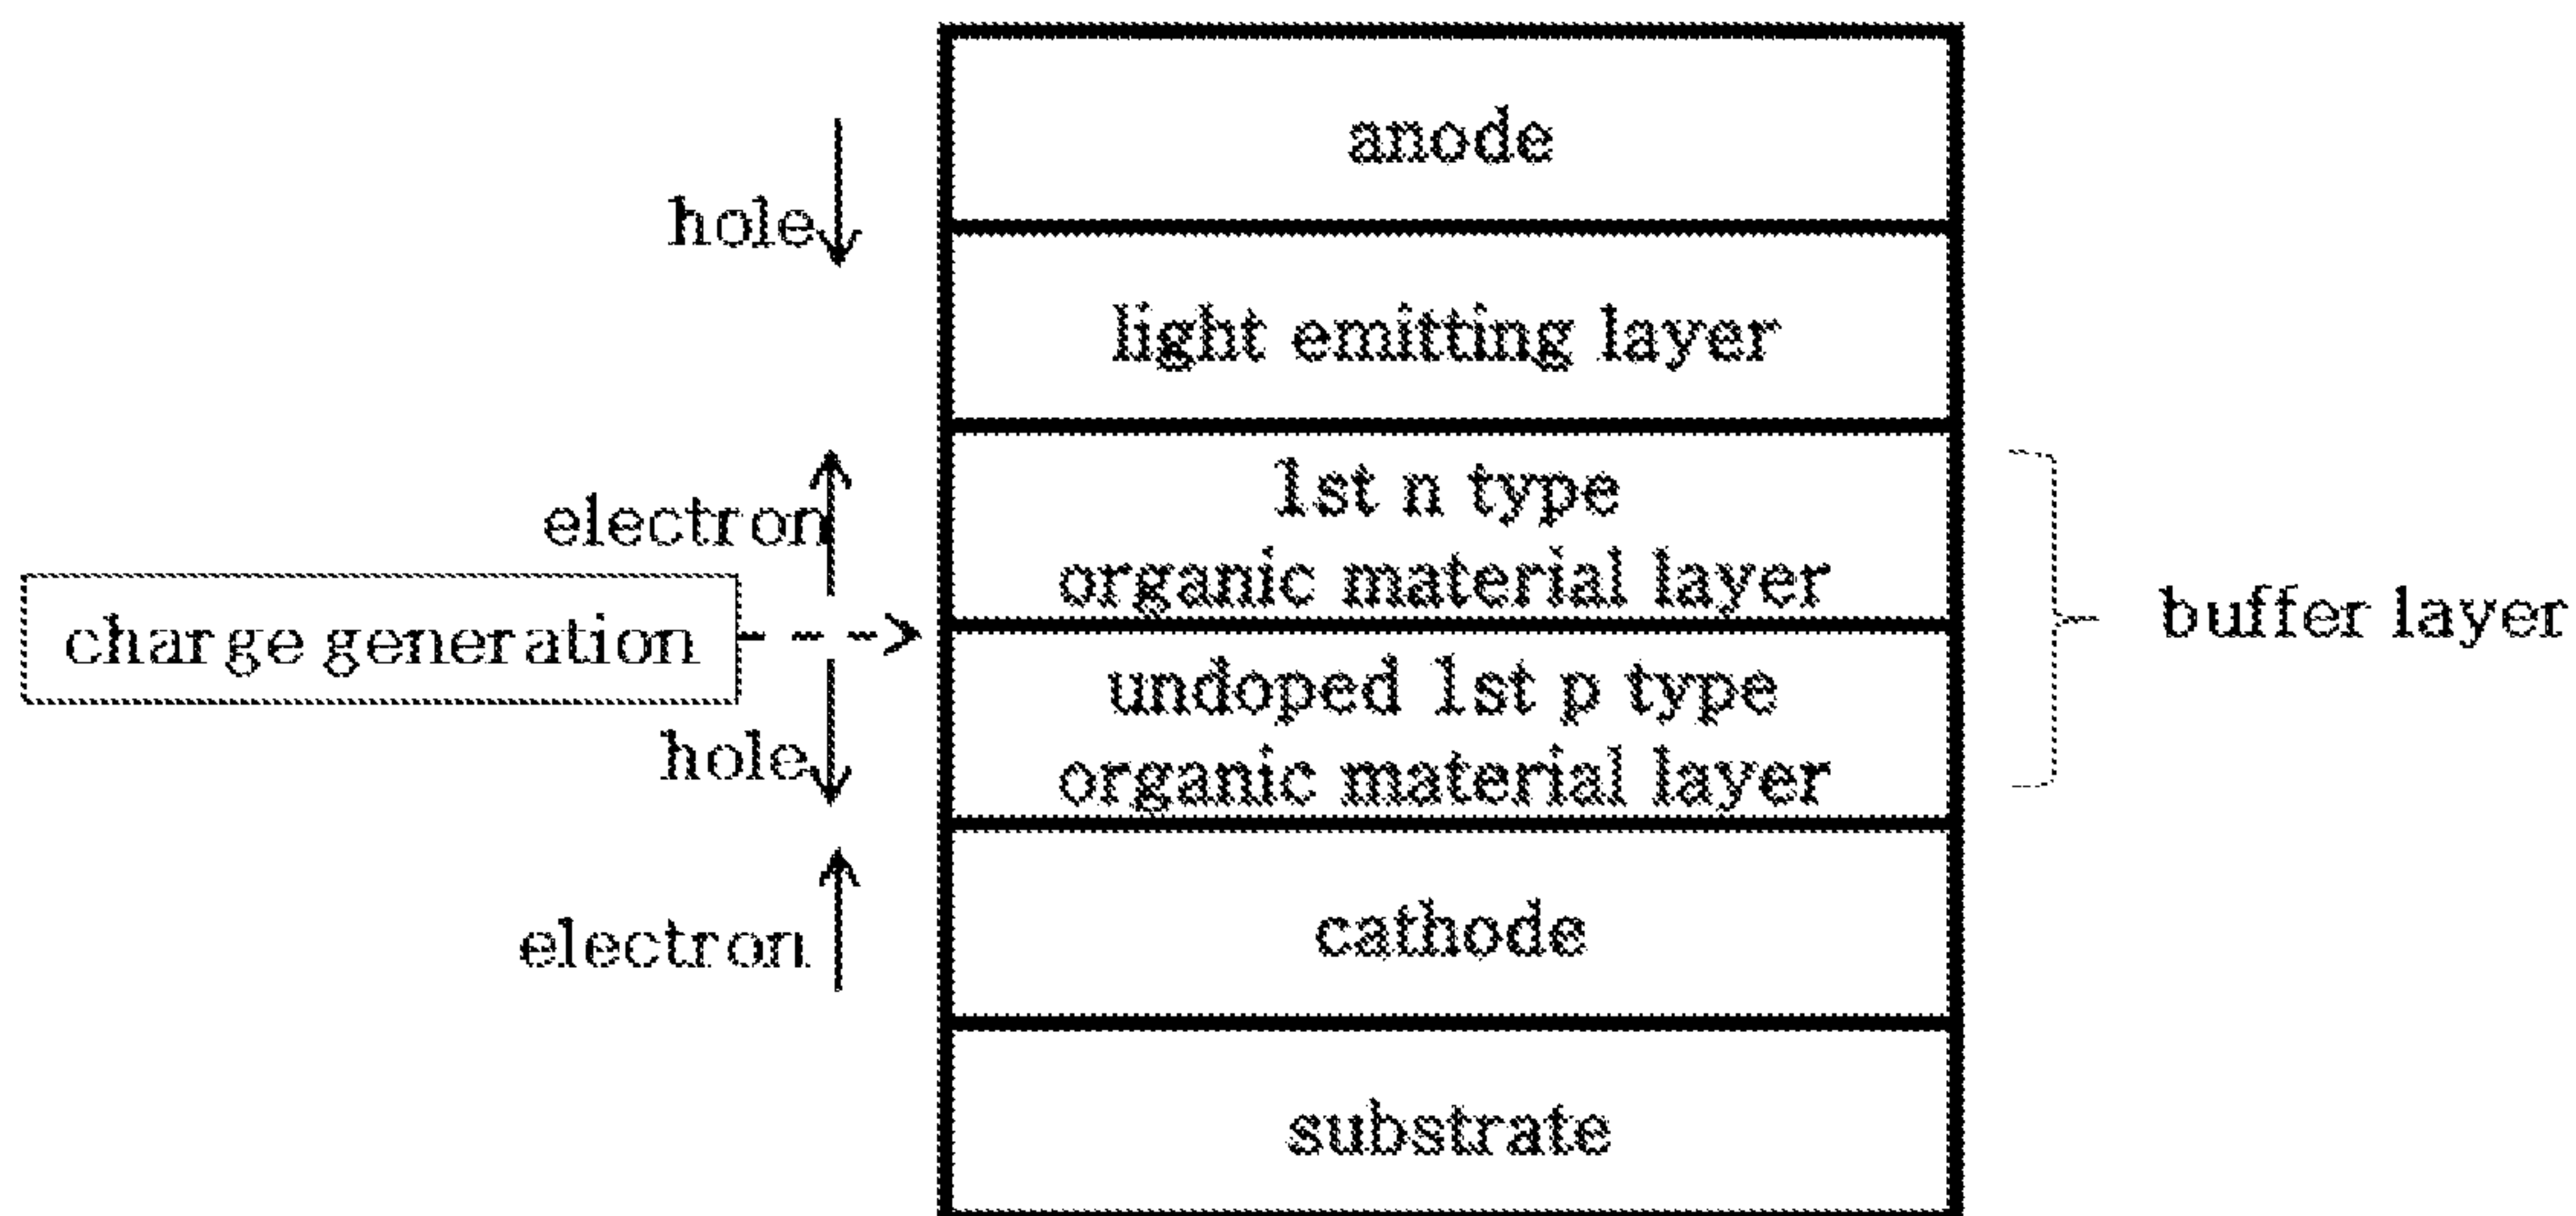 anode
hole
light emitting layer
1st n type
electron
organic material layer
charge generation
buffer layer
undoped 1st p type
hole
organic material layer
electron
cathode
substrate